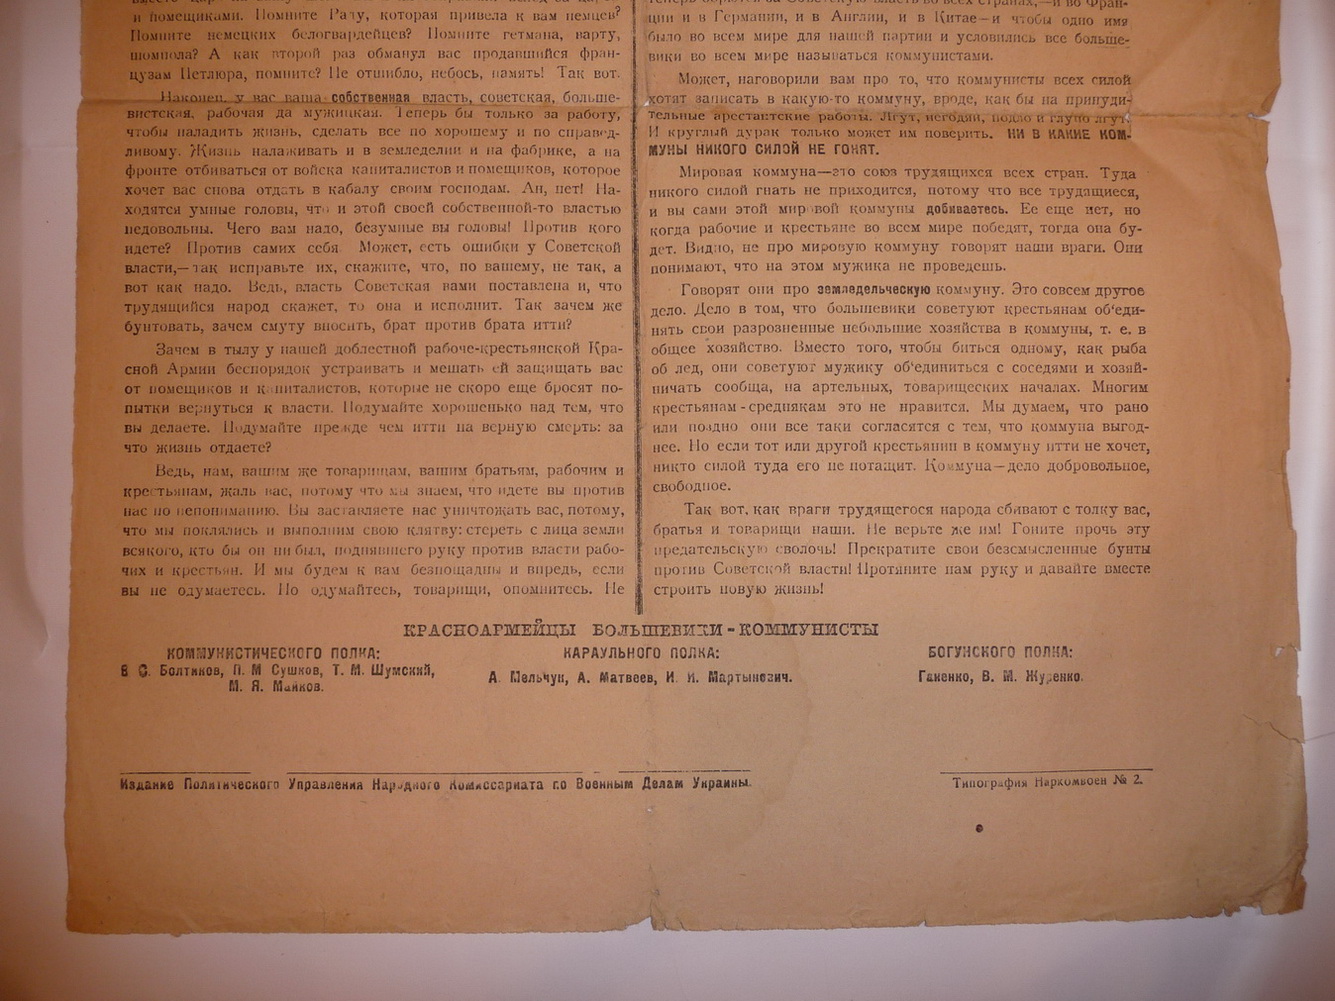 и помещиками. Помните Раду, которая привела к вам немцев?
Помните немецких белогвардейцев? Помните гетмана, варту,
шомпола? А как второй раз обманул вас продавшийся фран-
цузам Петлюра, помните? Не отшибло, небось, память! Так вот.
Наконец, у вас ваша собственная власть, советская, больше-
вистская, рабочая да мужицкая. Теперь бы только за работу,
чтобы наладить жизнь, сделать все по хорошему и по справед-
ливому. Жизнь налаживать и в земледелии и на фабрике, а на
фронте отбиваться от войска капиталистов и помещиков, которое
хочет вас снова отдать в кабалу своим господам. Ан, нет! На-
ходятся умные головы, что и этой своей собственной-то властью
недовольны. Чего вам надо, безумные вы головы! Против кого
идете? Против самих себя. Может, есть ошибки у Советской
власти,—так исправьте их, скажите, что, по вашему, не так, а
вот как надо. Ведь, власть Советская вами поставлена и, что
трудящийся народ скажет, то она и исполнит. Так зачем же
бунтовать, зачем смуту вносить, брат против брата итти?
Зачем в тылу у нашей доблестной рабоче-крестьянской Кра-
сной Армии беспорядок устраивать и мешать ей защищать вас
от помещиков и капиталистов, которые не скоро еще бросят по-
пытки вернуться к власти. Подумайте хорошенько над тем, что
вы делаете. Подумайте прежде чем итти на верную смерть: за
что жизнь отдаете?
Ведь, нам, вашим же товарищам, вашим братьям, рабочим и
крестьянам, жаль вас, потому что мы знаем, что идете вы против
нас по непониманию. Вы заставляете нас уничтожать вас, потому,
что мы поклялись и выполним свою клятву: стереть с лица земли
всякого, кто бы он ни был, поднявшего руку против власти рабо-
чих и крестьян. И мы будем к вам безпощадны и впредь, если
вы не одумаетесь. Но одумайтесь, товарищи, опомнитесь. Не
ции и в Германии, и в Англии, и в Китае—и чтобы одно имя
было во всем мире для нашей партии и условились все больше-
вики во всем мире называться коммунистами.
Может, наговорили вам про то, что коммунисты всех силой
хотят записать в какую-то коммуну, вроде, как бы на принуди-
тельные арестантские работы. Лгут, негодяи, подло и глупо лгут.
И круглый дурак только может им поверить. НИ В КАКИЕ КОМ-
МУНЫ НИКОГО СИЛОЙ НЕ ГОНЯТ.
Мировая коммуна—это союз трудящихся всех стран. Туда
никого силой гнать не приходится, потому что все трудящиеся,
и вы сами этой мировой коммуны добиваетесь. Ее еще нет, но
когда рабочие и крестьяне во всем мире победят, тогда она бу-
дет. Видно, не про мировую коммуну говорят наши враги. Они
понимают, что на этом мужика не проведешь.
Говорят они про земледельческую коммуну. Это совсем другое
дело. Дело в том, что большевики советуют крестьянам об'еди-
нять свои разрозненные небольшие хозяйства в коммуны, т. е. в
общее хозяйство. Вместо того, чтобы биться одному, как рыба
об лед, они советуют мужику об'единиться с соседями и хозяй-
ничать сообща, на артельных, товарищеских началах. Многим
крестьянам-середнякам это не нравится. Мы думаем, что рано
или поздно они все таки согласятся с тем, что коммуна выгод-
нее. Но если тот или другой крестьянин в коммуну итти не хочет,
никто силой туда его не потащит. Коммуна—дело добровольное,
свободное.
Так вот, как враги трудящегося народа сбивают с толку вас,
братья и товарищи наши. Не верьте же им! Гоните прочь эту
предательскую сволочь! Прекратите свои безсмысленные бунты
против Советской власти! Протяните нам руку и давайте вместе
строить новую жизнь!
КРАСНОАРМЕЙЦЫ БОЛЬШЕВИКИ-КОММУНИСТЫ
КОММУНИСТИЧЕСКОГО ПОЛКА:
В С. Болтиков, П. М Сушков, Т. М. Шумский,
М. Я. Майков.
КАРАУЛЬНОГО ПОЛКА:
А. Мельчун, А. Матвеев, И. И. Мартынович.
БОГУНСКОГО ПОЛКА:
Ганенко, В. М. Журенко.
Издание Политического Управления Народного Комиссариата по Военным Делам Украины.
Типография Наркомвоен № 2.